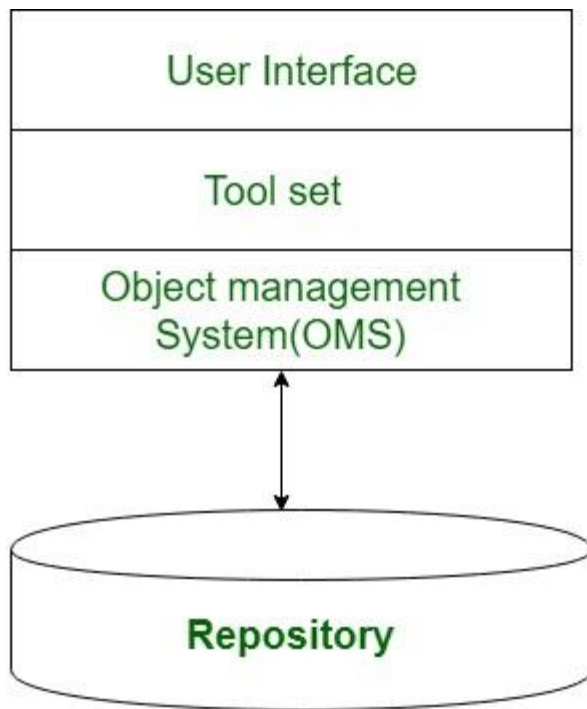 User Interface
Tool set
Object management
System(OMS)
Repository